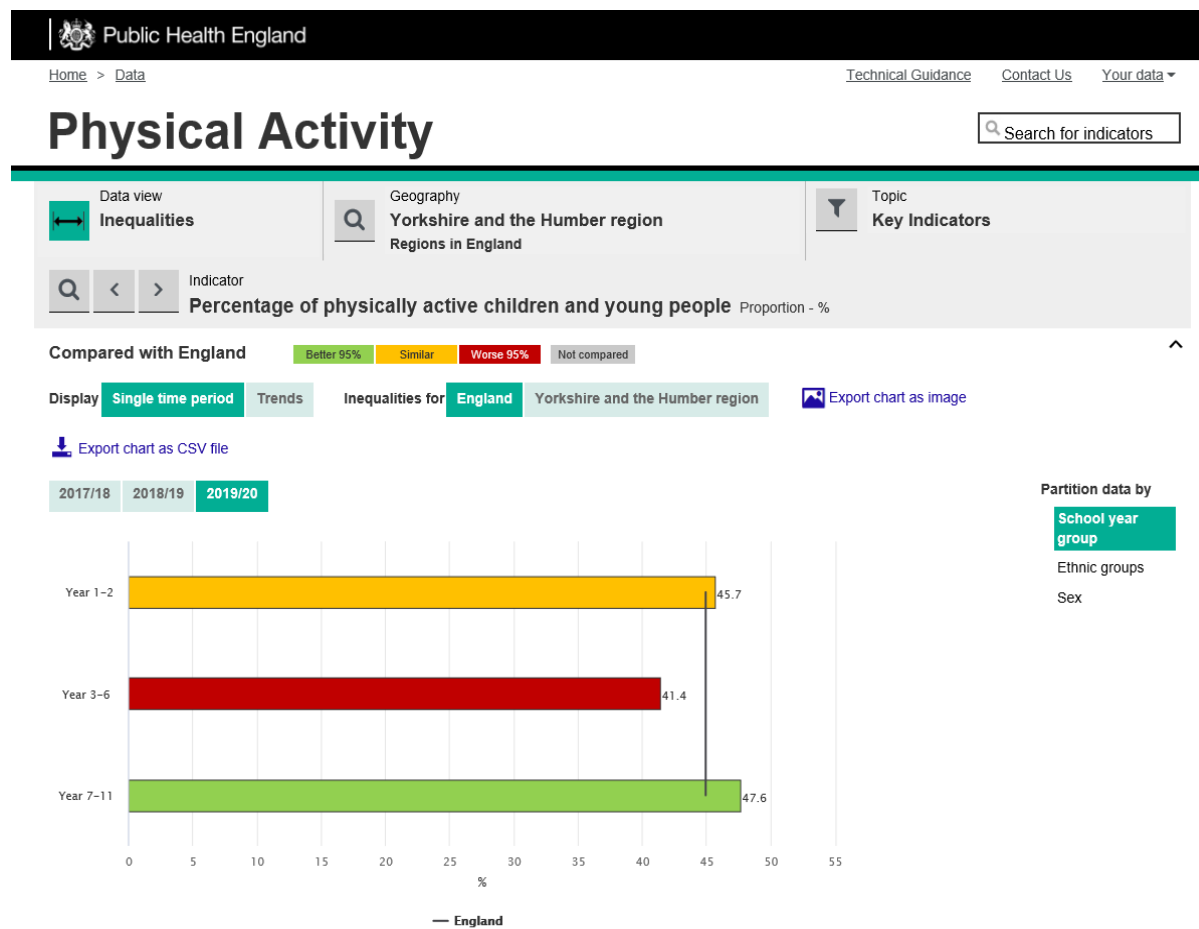 Public Health England
Home > Data
Technical Guidance Contact Us Your data
Physical Activity
Search for indicators
Data view
Inequalities
Geography
Yorkshire and the Humber region
Regions in England
Topic
Key Indicators
Indicator
Percentage of physically active children and young people Proportion - %
Compared with England Better 95% Similar Worse 95% Not compared
Display Single time period Trends Inequalities for England Yorkshire and the Humber region Export chart as image
Export chart as CSV file
2017/18 2018/19 2019/20
Partition data by
School year
group
Ethnic groups
Sex
Year 1-2 45.7
Year 3-6 41.4
Year 7-11 47.6
0 5 10 15 20 25 30 35 40 45 50 55
%
England